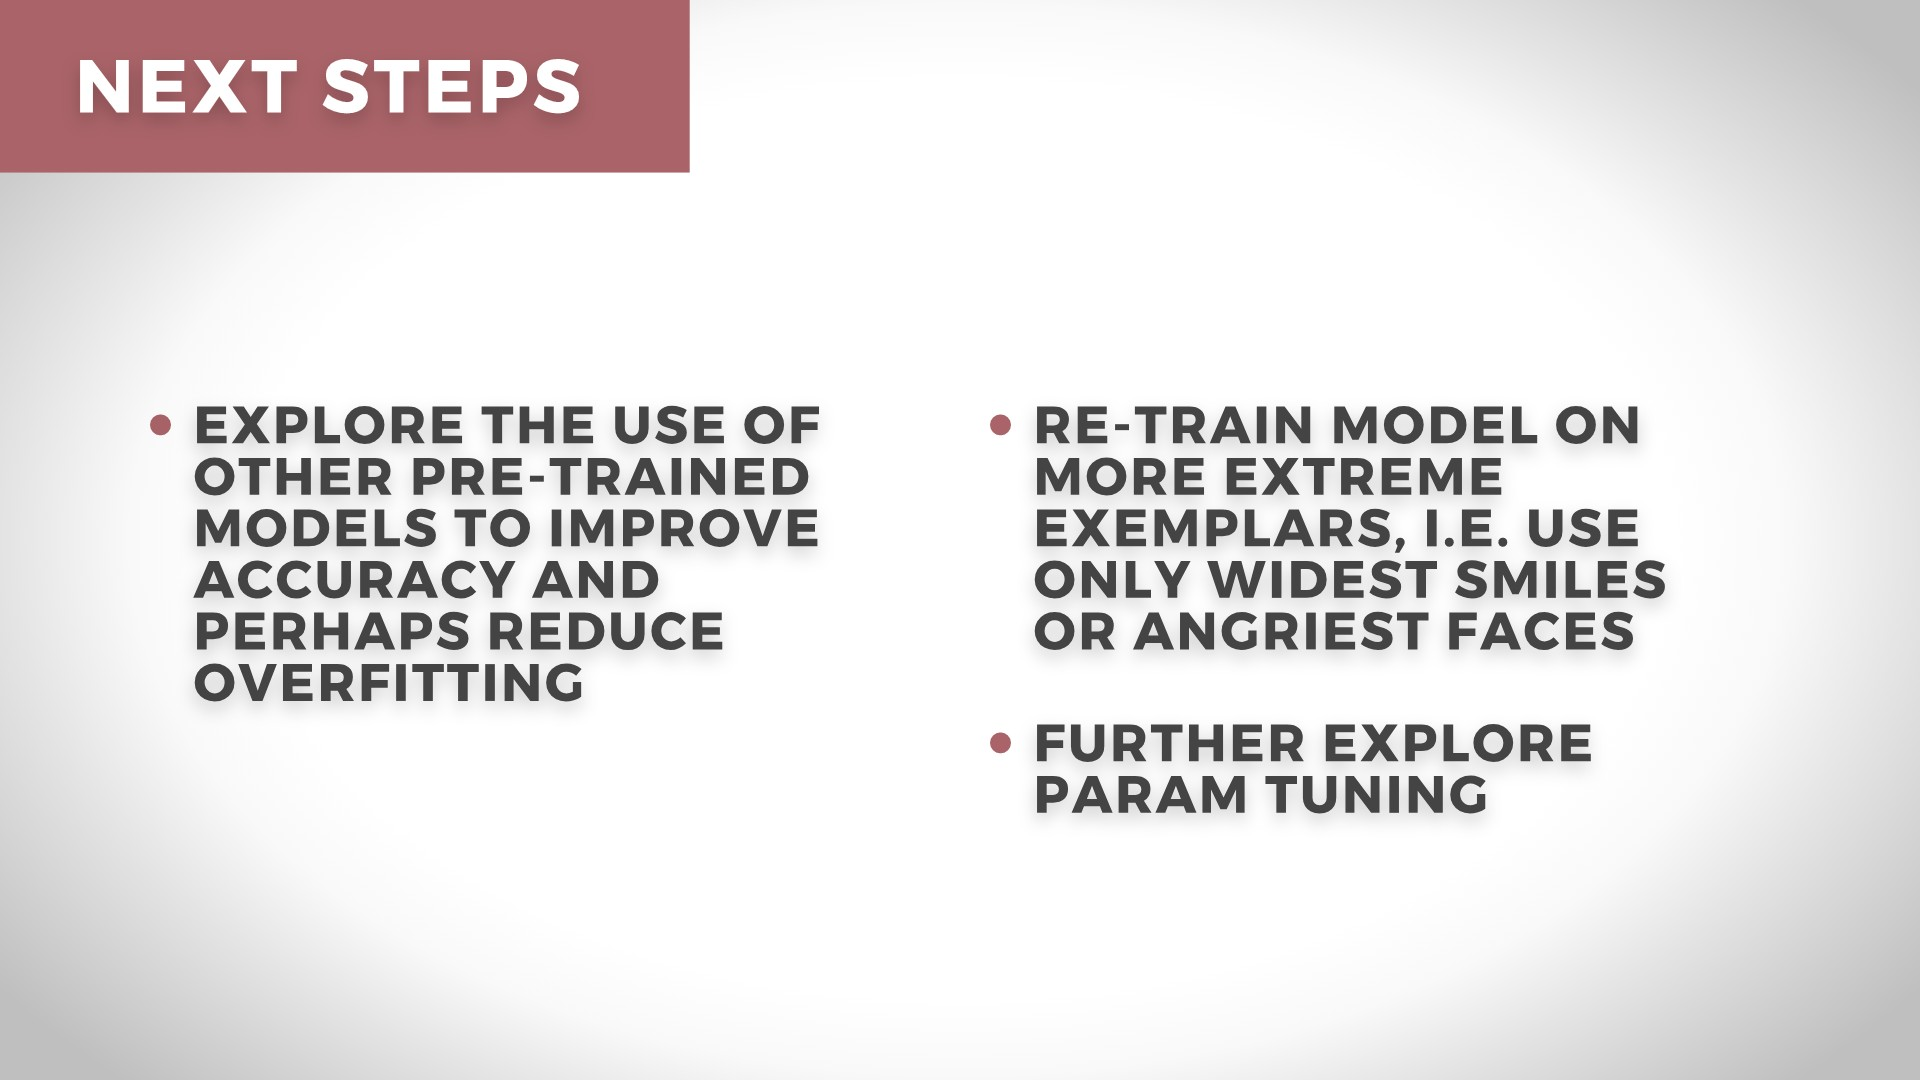 NEXT STEPS
EXPLORE THE USE OF
OTHER PRE-TRAINED
MODELS TO IMPROVE
ACCURACY AND
PERHAPS REDUCE
OVERFITTING
RE-TRAIN MODEL ON
MORE EXTREME
EXEMPLARS, I.E. USE
ONLY WIDEST SMILES
OR ANGRIEST FACES
FURTHER EXPLORE
PARAM TUNING